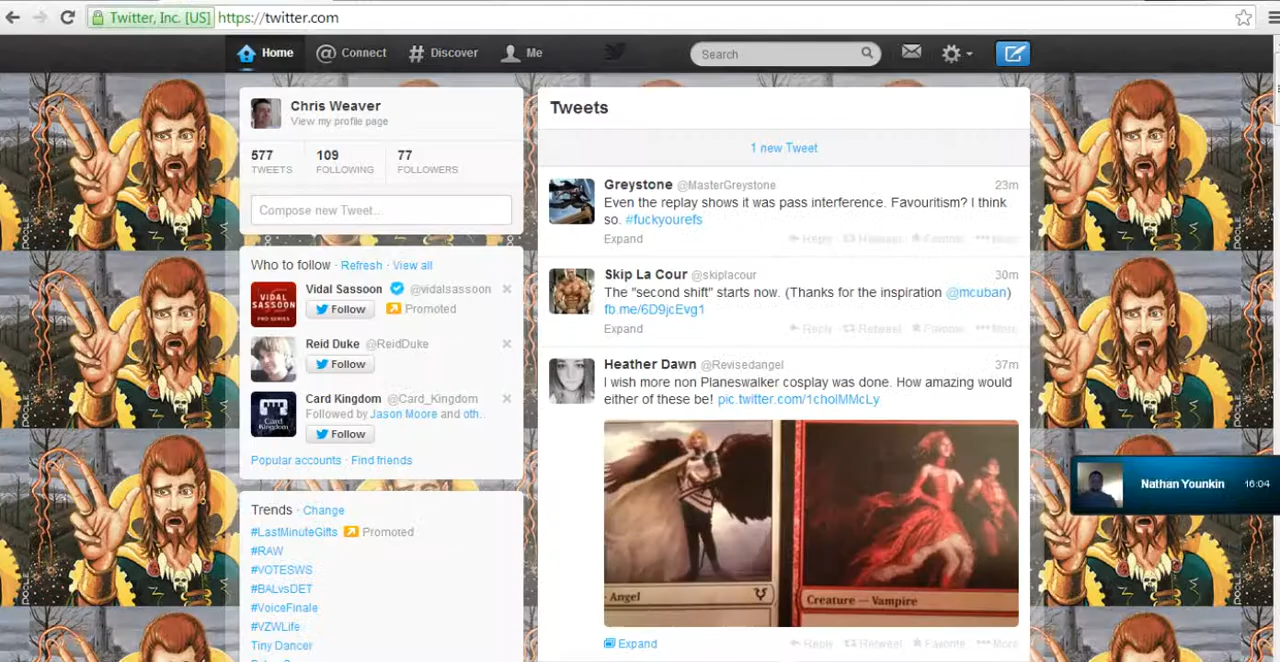 Twitter, Inc. [US] https://twitter.com
Home Connect Discover Me Search
Chris Weaver
View my profile page
577 109 77
TWEETS FOLLOWING FOLLOWERS
Compose new Tweet...
Who to follow · Refresh · View all
Vidal Sassoon @vidalsassoon
VIDAL SASSOON
PRO SERIES
Follow Promoted
Reid Duke @ReidDuke
Follow
Card Kingdom @Card_Kingdom
Followed by Jason Moore and oth..
Card Kingdom
Follow
Popular accounts · Find friends
Trends · Change
#LastMinuteGifts Promoted
#RAW
#VOTESWS
#BALvsDET
#VoiceFinale
#VZWLife
Tiny Dancer
Tweets
1 new Tweet
Greystone @MasterGreystone 23m
Even the replay shows it was pass interference. Favouritism? I think
so. #fuckyourefs
Expand Reply Retweet Favorite More
Skip La Cour @skiplacour 30m
The "second shift" starts now. (Thanks for the inspiration @mcuban)
fb.me/6D9jcEvg1
Expand Reply Retweet Favorite More
Heather Dawn @Revisedangel 37m
I wish more non Planeswalker cosplay was done. How amazing would
either of these be! pic.twitter.com/1choIMMcLy
Angel
Creature — Vampire
Expand Reply Retweet Favorite More
Nathan Younkin 16:04
POOLE